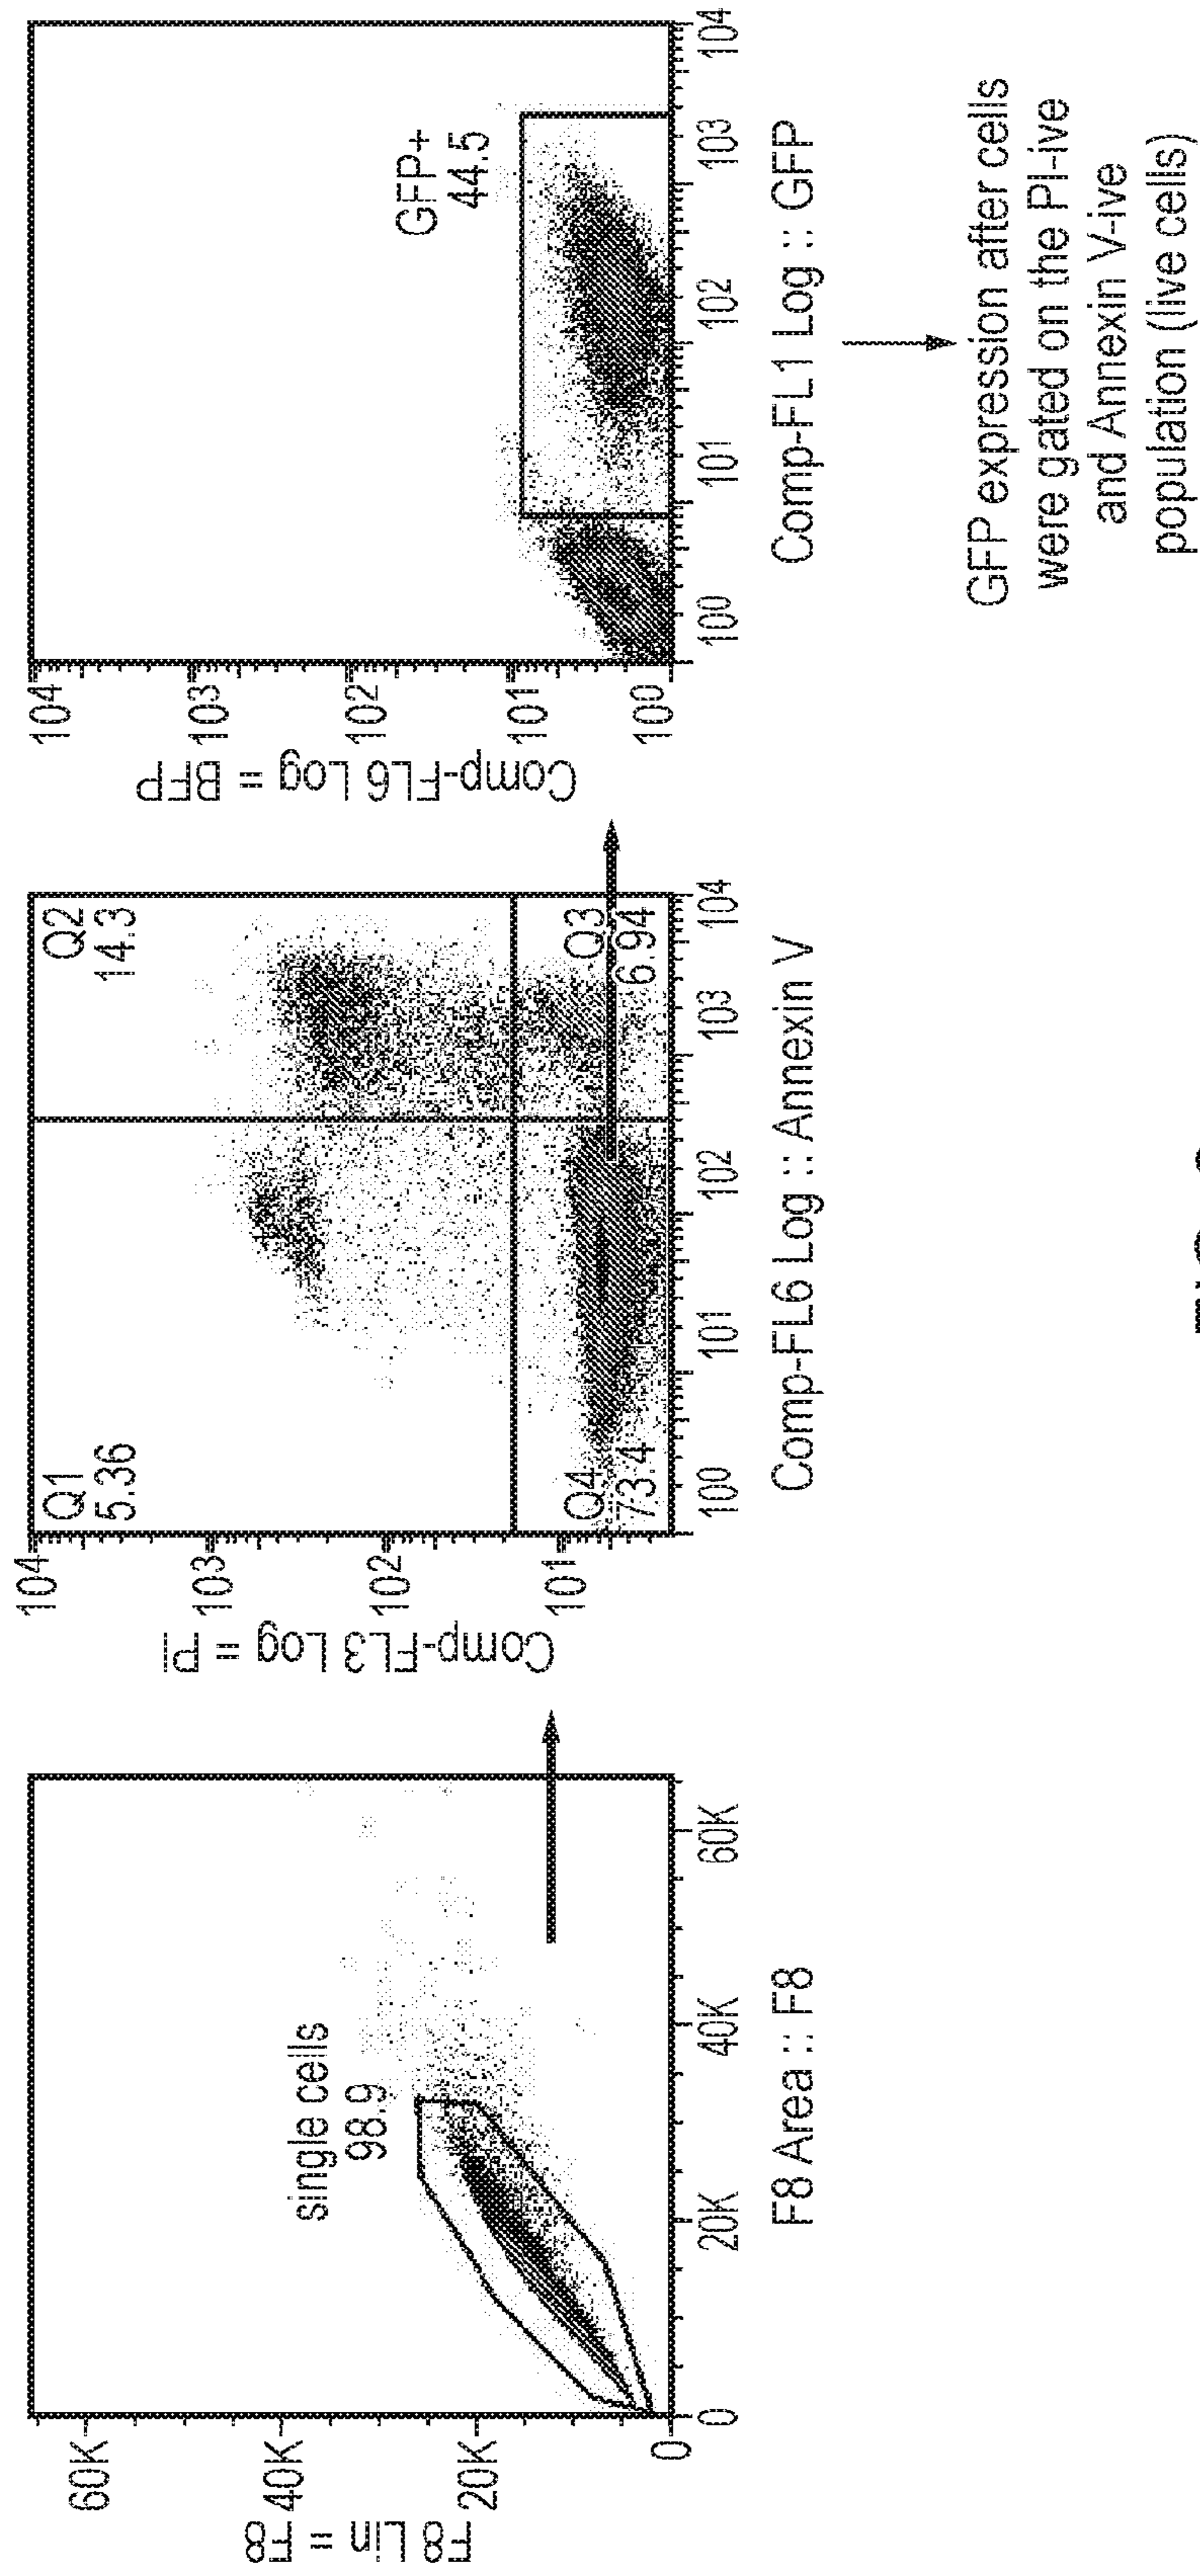 F8 Lin = F8
60K
40K
20K
0
single cells
98.9
0
20K
40K
60K
F8 Area :: F8
Comp-FL3 Log = Pi
104
103
102
101
Q1
5.36
Q2
14.3
Q3
6.94
Q4
73.4
100
101
102
103
104
Comp-FL6 Log :: Annexin V
Comp-FL6 Log = BFP
104
103
102
101
100
GFP+
44.5
100
101
102
103
104
Comp-FL1 Log :: GFP
GFP expression after cells
were gated on the PI-ive
and Annexin V-ive
population (live cells)